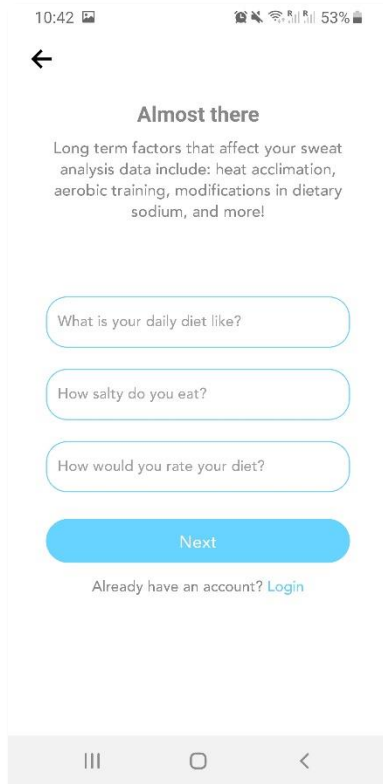 10:42
53%
Almost there
Long term factors that affect your sweat
analysis data include: heat acclimation,
aerobic training, modifications in dietary
sodium, and more!
What is your daily diet like?
How salty do you eat?
How would you rate your diet?
Next
Already have an account? Login